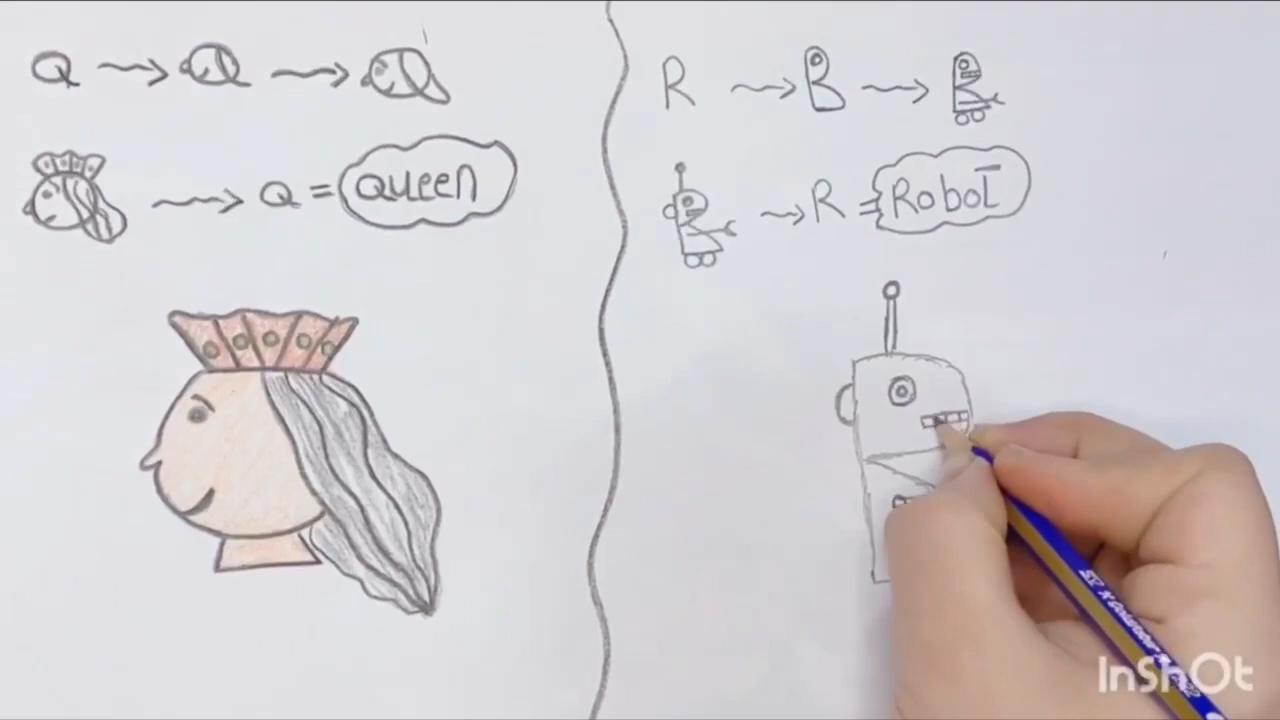 Q
Q = Queen
R
R = Robot
InShOt